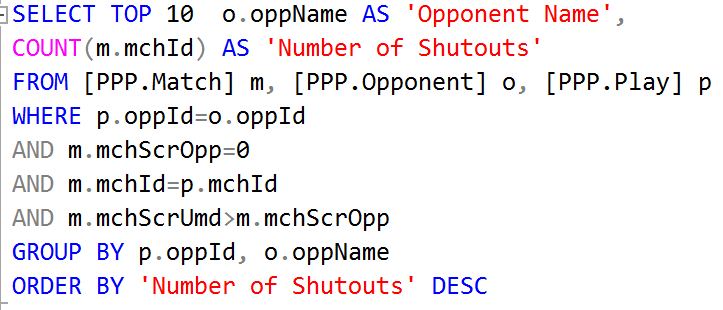 SELECT TOP 10  o.oppName AS 'Opponent Name',
COUNT(m.mchId) AS 'Number of Shutouts'
FROM [PPP.Match] m, [PPP.Opponent] o, [PPP.Play] p
WHERE p.oppId=o.oppId
AND m.mchScrOpp=0
AND m.mchId=p.mchId
AND m.mchScrUmd>m.mchScrOpp
GROUP BY p.oppId, o.oppName
ORDER BY 'Number of Shutouts' DESC